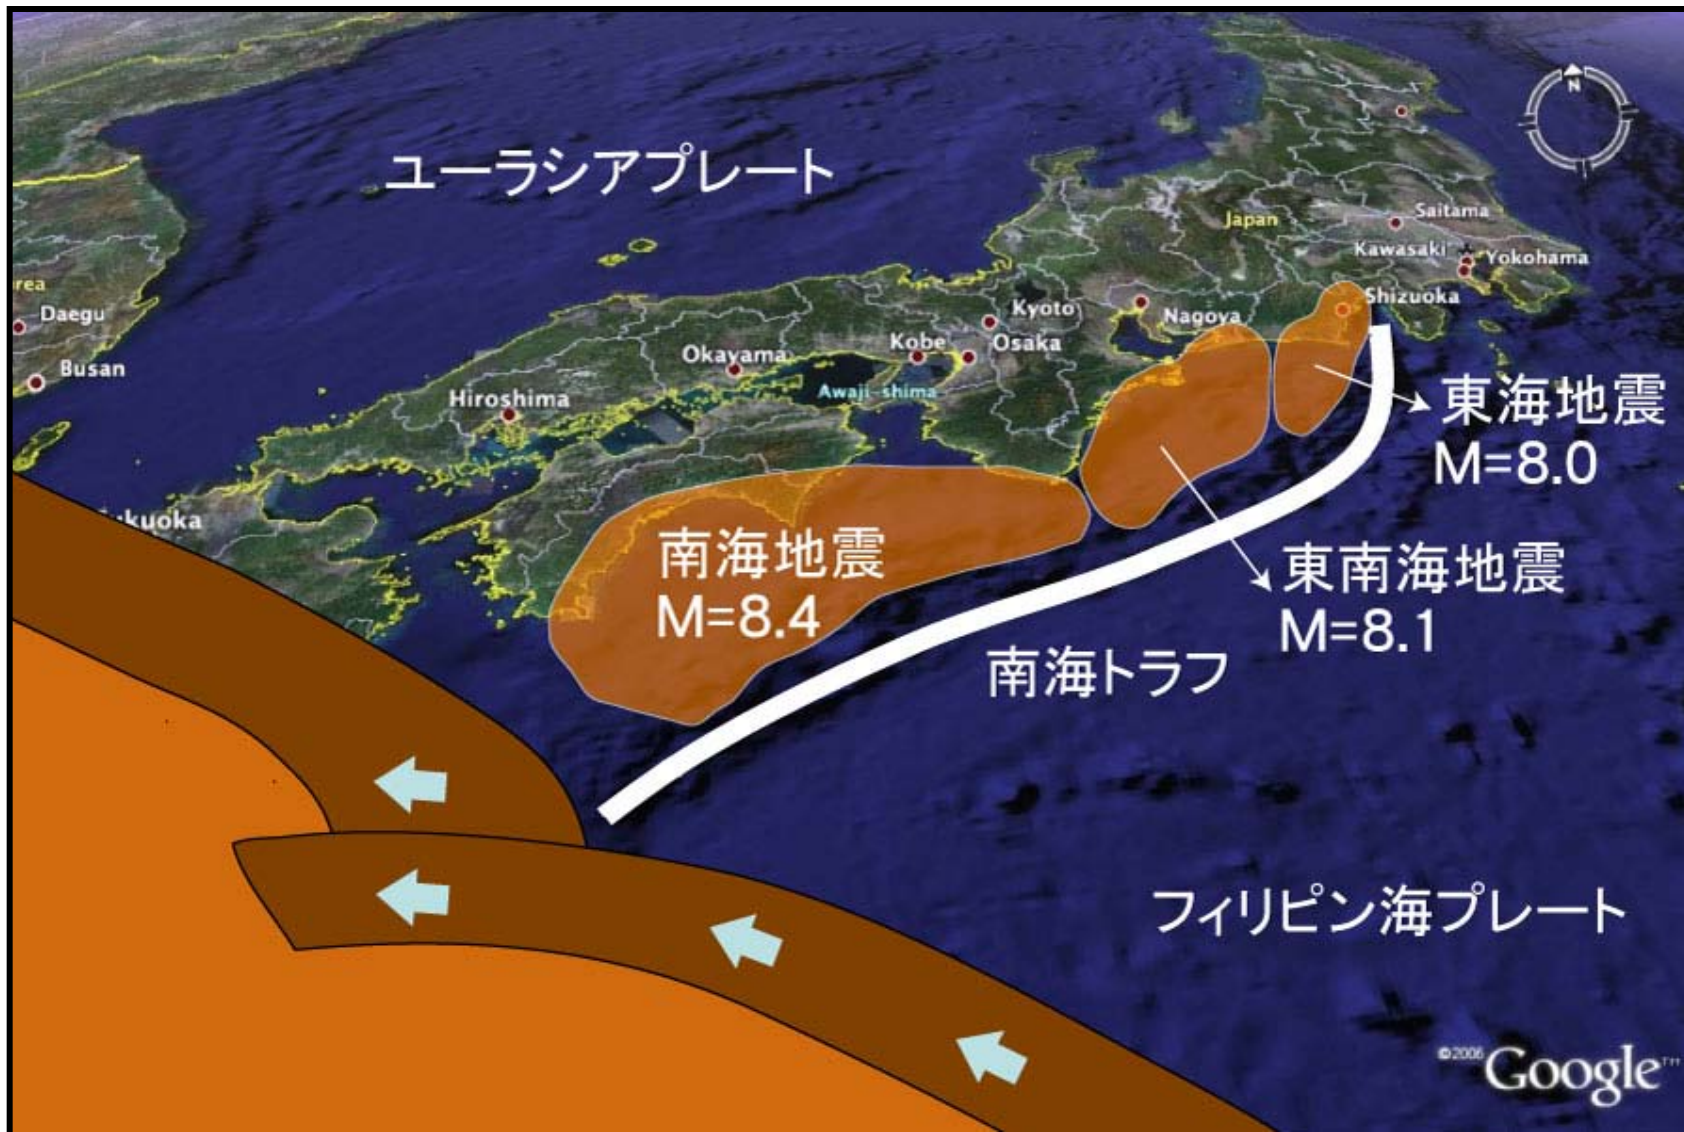 ユーラシアプレート
Japan
Saitama
Kawasaki
Yokohama
Shizuoka
Nagoya
Kyoto
Kobe
Osaka
Okayama
Awaji-shima
Hiroshima
rea
Daegu
Busan
ukuoka
東海地震
M=8.0
南海地震
M=8.4
東南海地震
M=8.1
南海トラフ
フィリピン海プレート
N
©2006 Google™